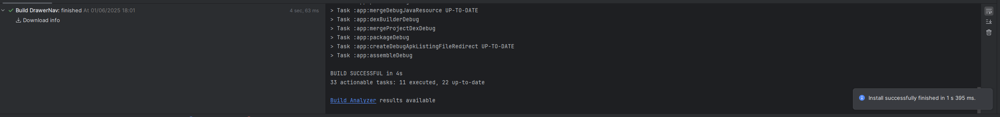 Build DrawerNav: finished At 01/06/2025 18:01 4 sec, 63 ms
Download info
> Task :app:mergeDebugJavaResource UP-TO-DATE
> Task :app:dexBuilderDebug
> Task :app:mergeProjectDexDebug
> Task :app:packageDebug
> Task :app:createDebugApkListingFileRedirect UP-TO-DATE
> Task :app:assembleDebug
BUILD SUCCESSFUL in 4s
33 actionable tasks: 11 executed, 22 up-to-date
Build Analyzer results available
Install successfully finished in 1 s 395 ms.